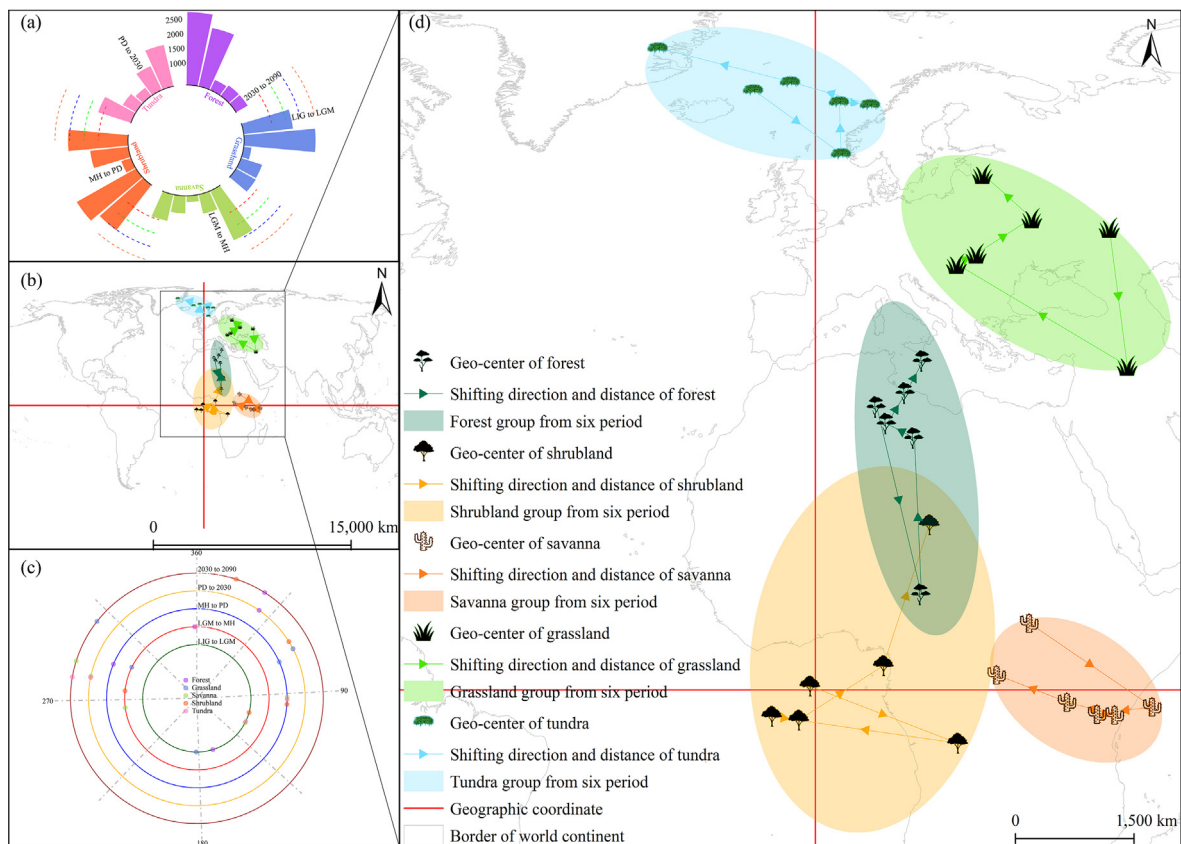 (a)
2500
2000
1500
1000
PD to 2030
Tundra
Forest
2030 to 2090
LIG to LGM
Grassland
Shrubland
MH to PD
Savanna
LGM to MH
(b)
N
0
15,000 km
(c)
360
2030 to 2090
PD to 2030
MH to PD
LGM to MH
LIG to LGM
Forest
Grassland
Savanna
Shrubland
Tundra
270
90
180
(d)
N
Geo-center of forest
Shifting direction and distance of forest
Forest group from six period
Geo-center of shrubland
Shifting direction and distance of shrubland
Shrubland group from six period
Geo-center of savanna
Shifting direction and distance of savanna
Savanna group from six period
Geo-center of grassland
Shifting direction and distance of grassland
Grassland group from six period
Geo-center of tundra
Shifting direction and distance of tundra
Tundra group from six period
Geographic coordinate
Border of world continent
0
1,500 km